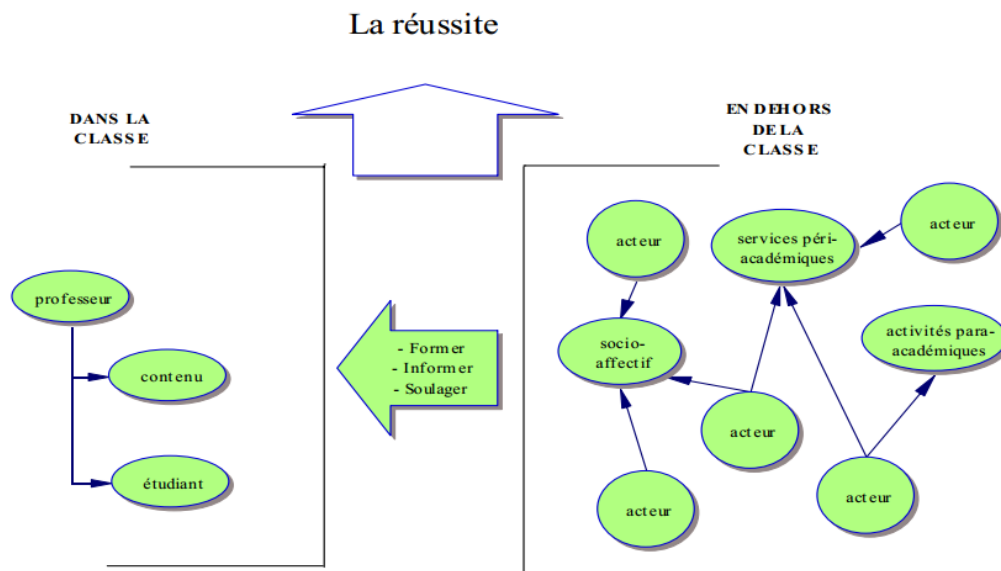 La réussite
DANS LA
CLASSE
EN DEHORS
DE LA
CLASSE
professeur
contenu
étudiant
- Former
- Informer
- Soulager
acteur
services péri-
académiques
acteur
socio-
affectif
activités para-
académiques
acteur
acteur
acteur